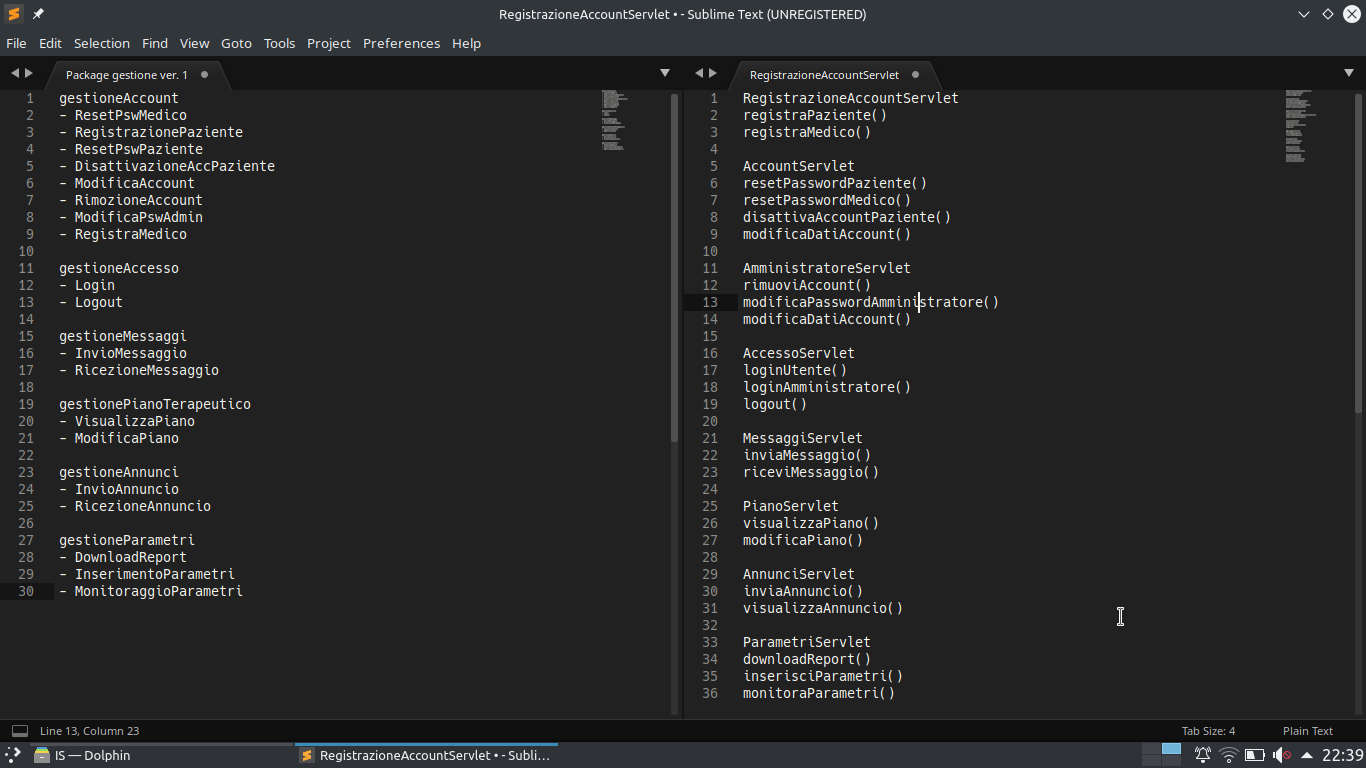 RegistrazioneAccountServlet • - Sublime Text (UNREGISTERED)
File Edit Selection Find View Goto Tools Project Preferences Help
Package gestione ver. 1
1 gestioneAccount
2 - ResetPswMedico
3 - RegistrazionePaziente
4 - ResetPswPaziente
5 - DisattivazioneAccPaziente
6 - ModificaAccount
7 - RimozioneAccount
8 - ModificaPswAdmin
9 - RegistraMedico
10
11 gestioneAccesso
12 - Login
13 - Logout
14
15 gestioneMessaggi
16 - InvioMessaggio
17 - RicezioneMessaggio
18
19 gestionePianoTerapeutico
20 - VisualizzaPiano
21 - ModificaPiano
22
23 gestioneAnnunci
24 - InvioAnnuncio
25 - RicezioneAnnuncio
26
27 gestioneParametri
28 - DownloadReport
29 - InserimentoParametri
30 - MonitoraggioParametri
RegistrazioneAccountServlet
1 RegistrazioneAccountServlet
2 registraPaziente()
3 registraMedico()
4
5 AccountServlet
6 resetPasswordPaziente()
7 resetPasswordMedico()
8 disattivaAccountPaziente()
9 modificaDatiAccount()
10
11 AmministratoreServlet
12 rimuoviAccount()
13 modificaPasswordAmministratore()
14 modificaDatiAccount()
15
16 AccessoServlet
17 loginUtente()
18 loginAmministratore()
19 logout()
20
21 MessaggiServlet
22 inviaMessaggio()
23 riceviMessaggio()
24
25 PianoServlet
26 visualizzaPiano()
27 modificaPiano()
28
29 AnnunciServlet
30 inviaAnnuncio()
31 visualizzaAnnuncio()
32
33 ParametriServlet
34 downloadReport()
35 inserisciParametri()
36 monitoraParametri()
Line 13, Column 23
Tab Size: 4
Plain Text
IS — Dolphin
RegistrazioneAccountServlet • - Subli...
22:39